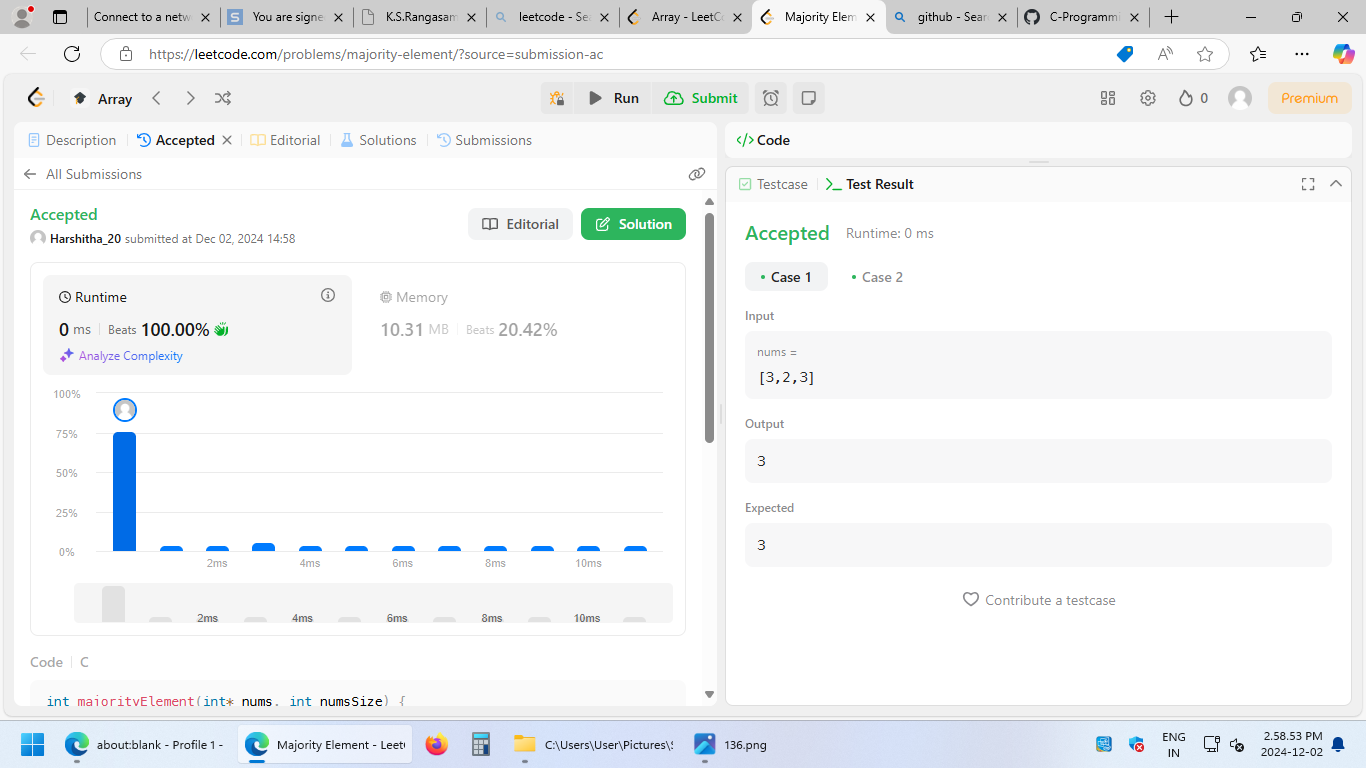 Connect to a netw
You are signe
K.S.Rangasam
leetcode - Sea
Array - LeetC
Majority Elem
github - Sear
C-Programmi
https://leetcode.com/problems/majority-element/?source=submission-ac
Array
Run
Submit
0
Premium
Description
Accepted
Editorial
Solutions
Submissions
All Submissions
Accepted
Harshitha_20 submitted at Dec 02, 2024 14:58
Editorial
Solution
Runtime
0 ms
Beats 100.00%
Analyze Complexity
Memory
10.31 MB
Beats 20.42%
100%
75%
50%
25%
0%
2ms 4ms 6ms 8ms 10ms
2ms 4ms 6ms 8ms 10ms
Code
C
int majorityElement(int* nums, int numsSize) {
</> Code
Testcase
Test Result
Accepted Runtime: 0 ms
Case 1
Case 2
Input
nums =
[3,2,3]
Output
3
Expected
3
Contribute a testcase
about:blank - Profile 1 -
Majority Element - LeetC
C:\Users\User\Pictures\S
136.png
ENG
IN
2.58.53 PM
2024-12-02